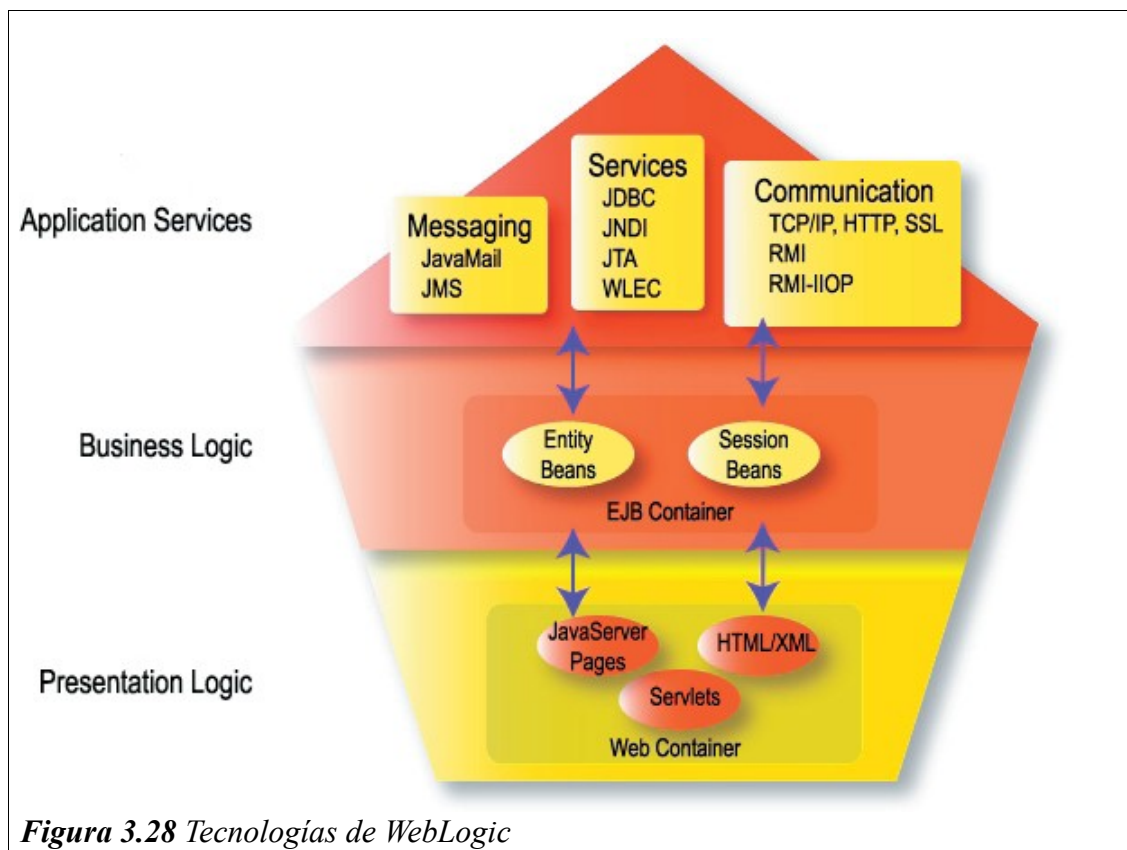 Application Services
Messaging
JavaMail
JMS
Services
JDBC
JNDI
JTA
WLEC
Communication
TCP/IP, HTTP, SSL
RMI
RMI-IIOP
Business Logic
Entity
Beans
Session
Beans
EJB Container
Presentation Logic
JavaServer
Pages
HTML/XML
Servlets
Web Container
Figura 3.28 Tecnologías de WebLogic